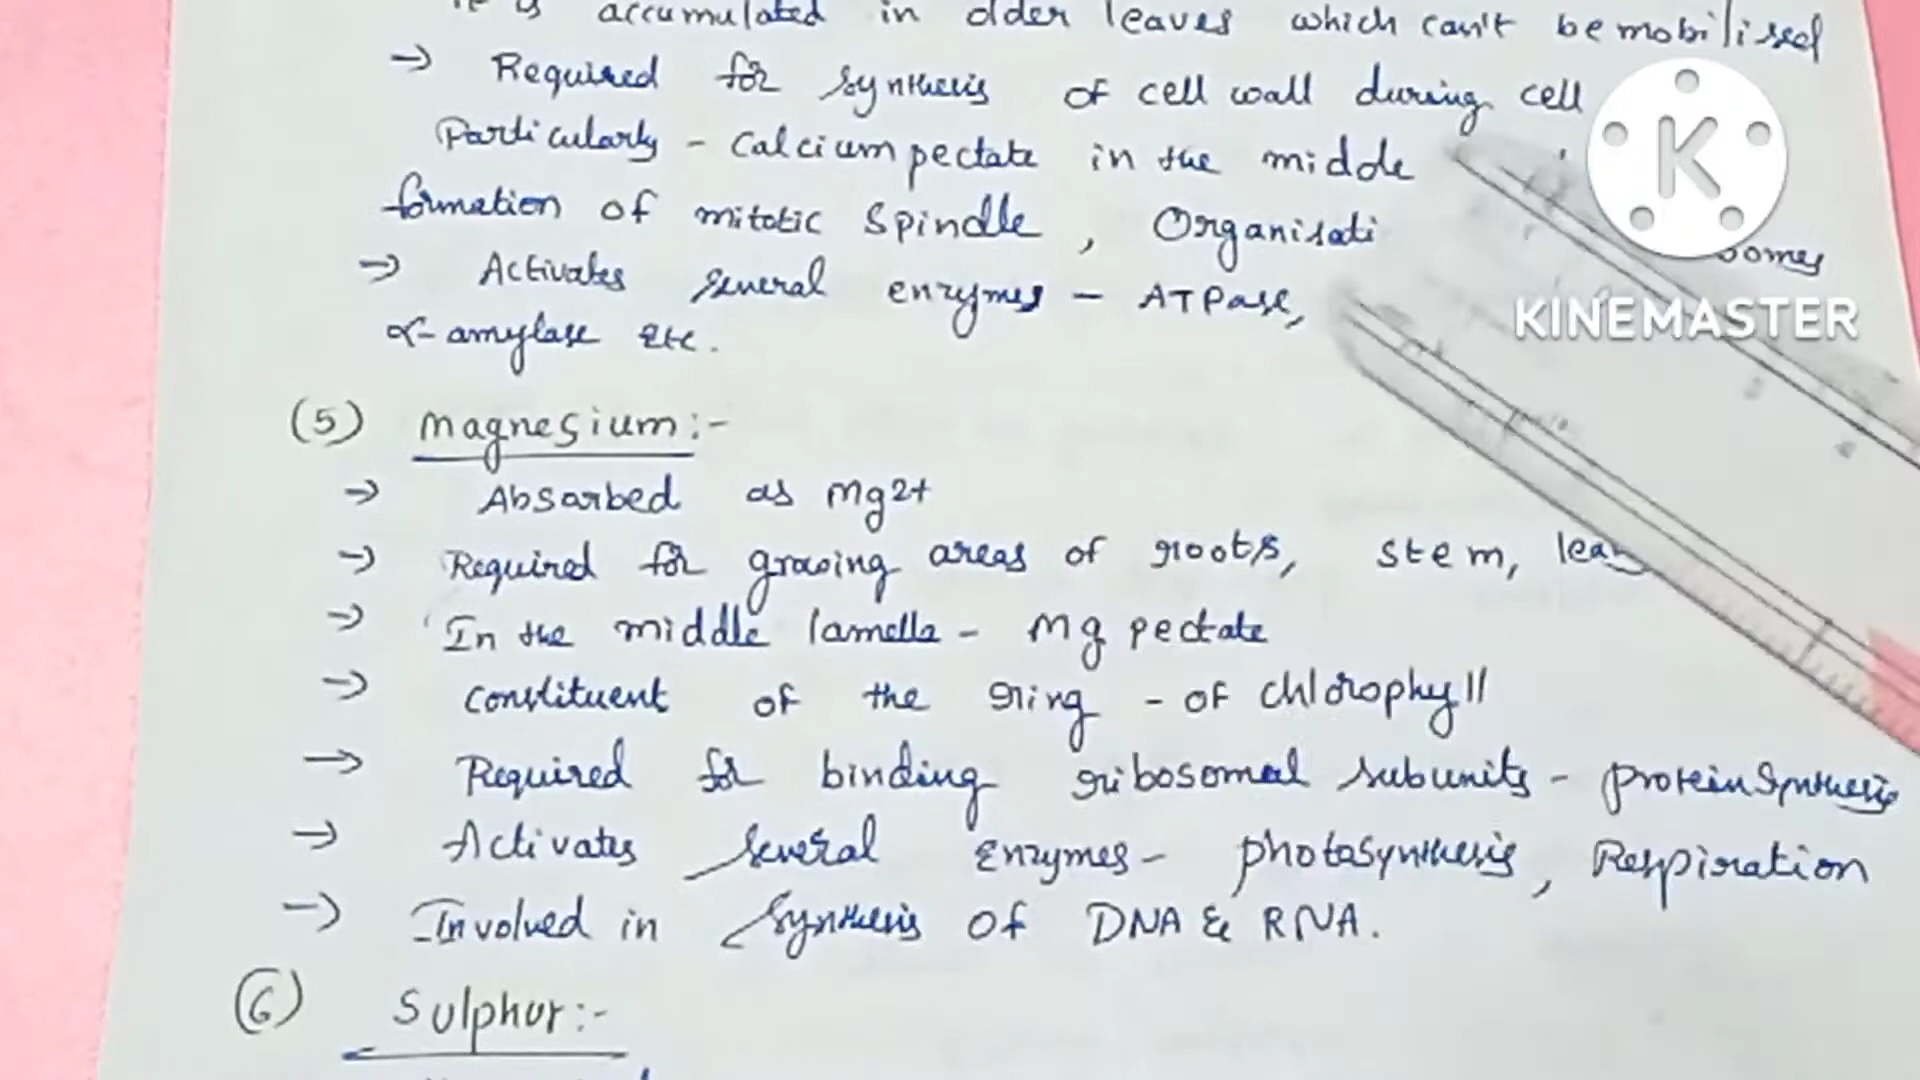 is accumulated in older leaves which can't be mobilised
→ Required for synthesis of cell wall during cell
Particularly - Calcium pectate in the middle
formation of mitotic spindle, Organisati
→ Activates several enzymes - ATPase,
α-amylase etc.
KINEMASTER
(5) Magnesium:-
→ Absorbed as Mg2+
→ Required for growing areas of roots, stem,
→ In the middle lamella - Mg pectate
→ Constituent of the ring - of chlorophyll
→ Required for binding ribosomal subunits - protein synthesis
→ Activates several enzymes - photosynthesis, Respiration
→ Involved in synthesis of DNA & RNA.
(6) Sulphur:-